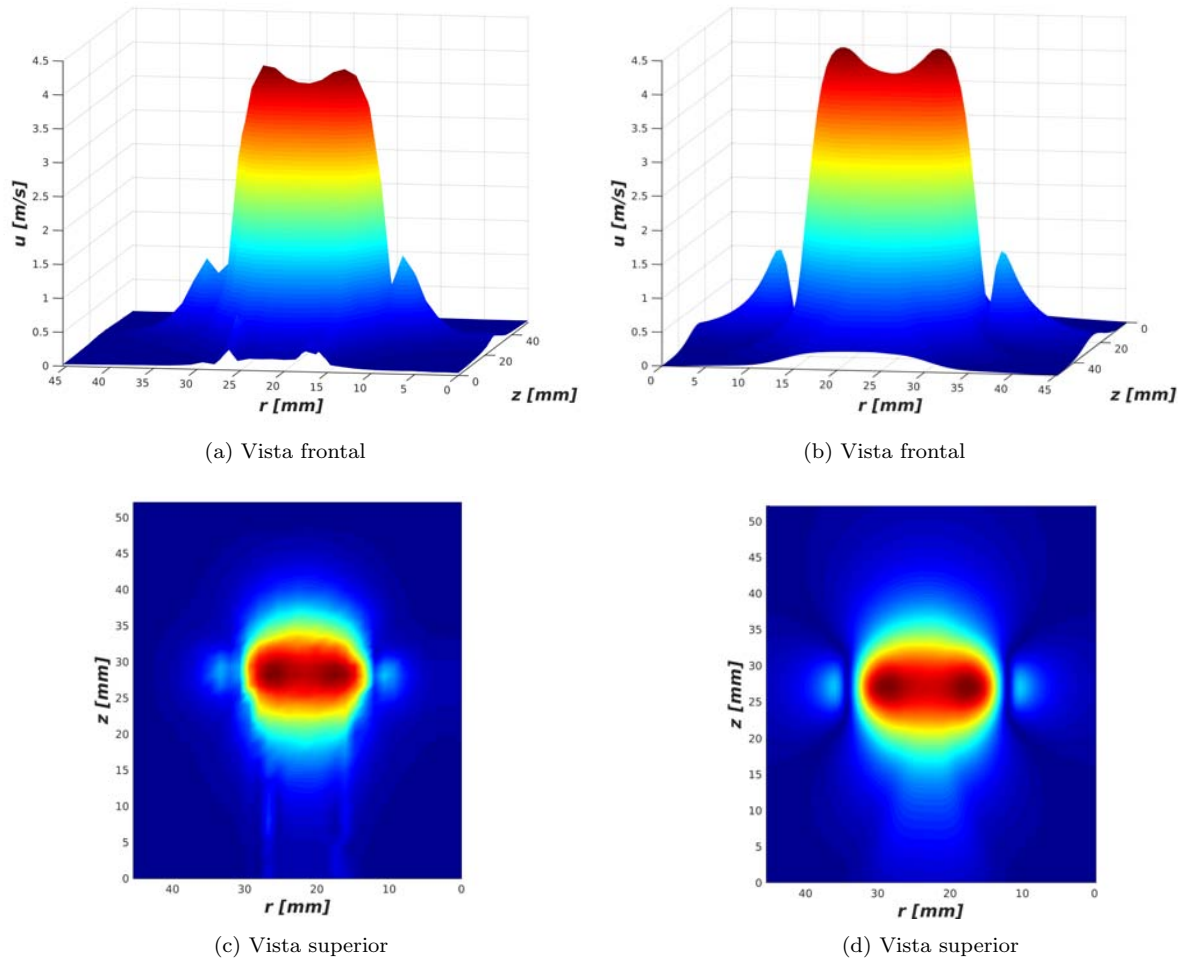 4.5
4
3.5
3
2.5
2
1.5
1
0.5
0
u [m/s]
45 40 35 30 25 20 15 10 5 0
r [mm]
0 20 40
z [mm]
(a) Vista frontal
4.5
4
3.5
3
2.5
2
1.5
1
0.5
0
u [m/s]
0 5 10 15 20 25 30 35 40 45
r [mm]
0 20 40
z [mm]
(b) Vista frontal
50
45
40
35
30
25
20
15
10
5
0
z [mm]
40 30 20 10 0
r [mm]
(c) Vista superior
50
45
40
35
30
25
20
15
10
5
0
z [mm]
40 30 20 10 0
r [mm]
(d) Vista superior